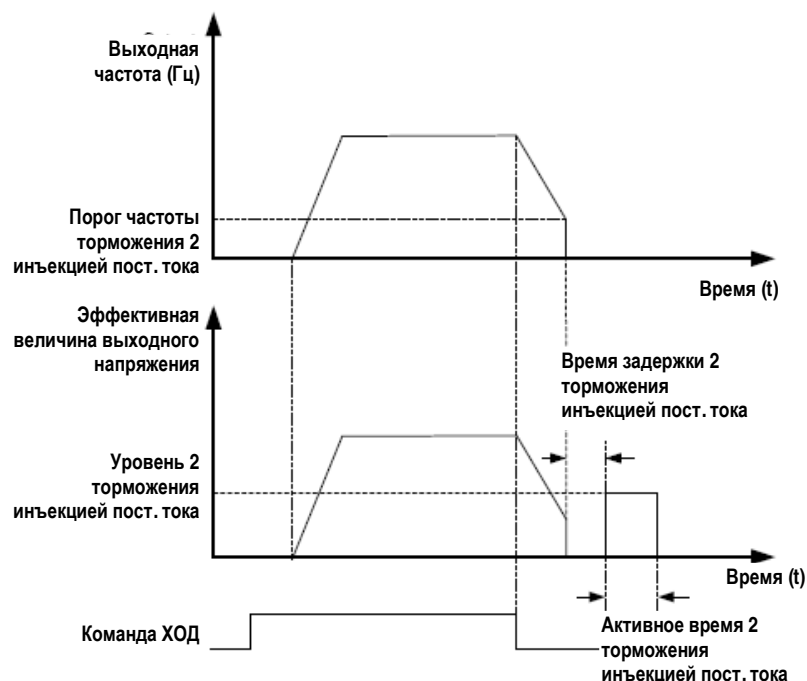 Выходная
частота (Гц)
Порог частоты
торможения 2
инъекцией пост. тока
Время (t)
Эффективная
величина выходного
напряжения
Время задержки 2
торможения
инъекцией пост. тока
Уровень 2
торможения
инъекцией пост. тока
Время (t)
Команда ХОД
Активное время 2
торможения
инъекцией пост. тока